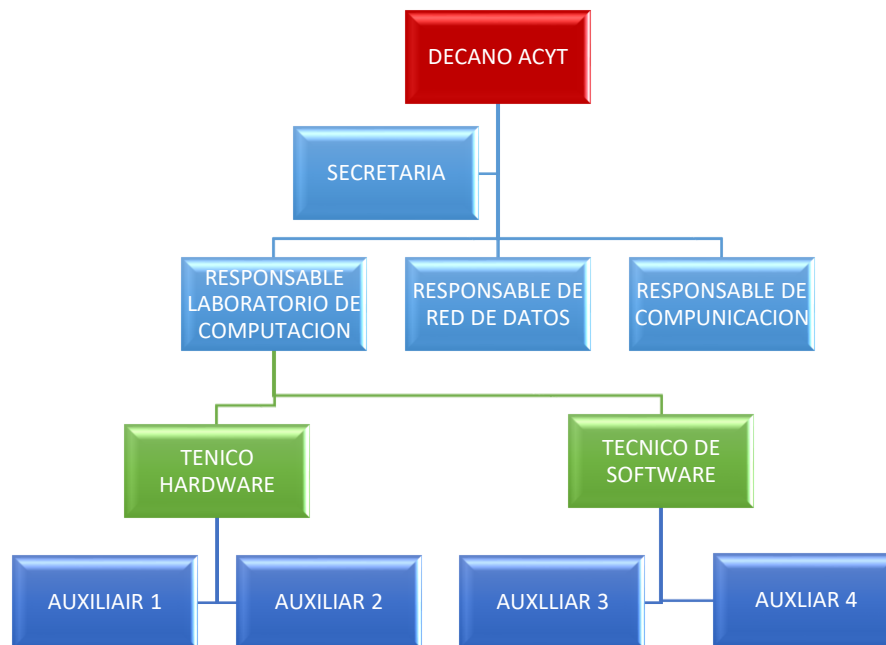 DECANO ACYT
SECRETARIA
RESPONSABLE
LABORATORIO DE
COMPUTACION
RESPONSABLE DE
RED DE DATOS
RESPONSABLE DE
COMPUNICACION
TENICO
HARDWARE
TECNICO DE
SOFTWARE
AUXILIAIR 1
AUXILIAR 2
AUXLLIAR 3
AUXLIAR 4